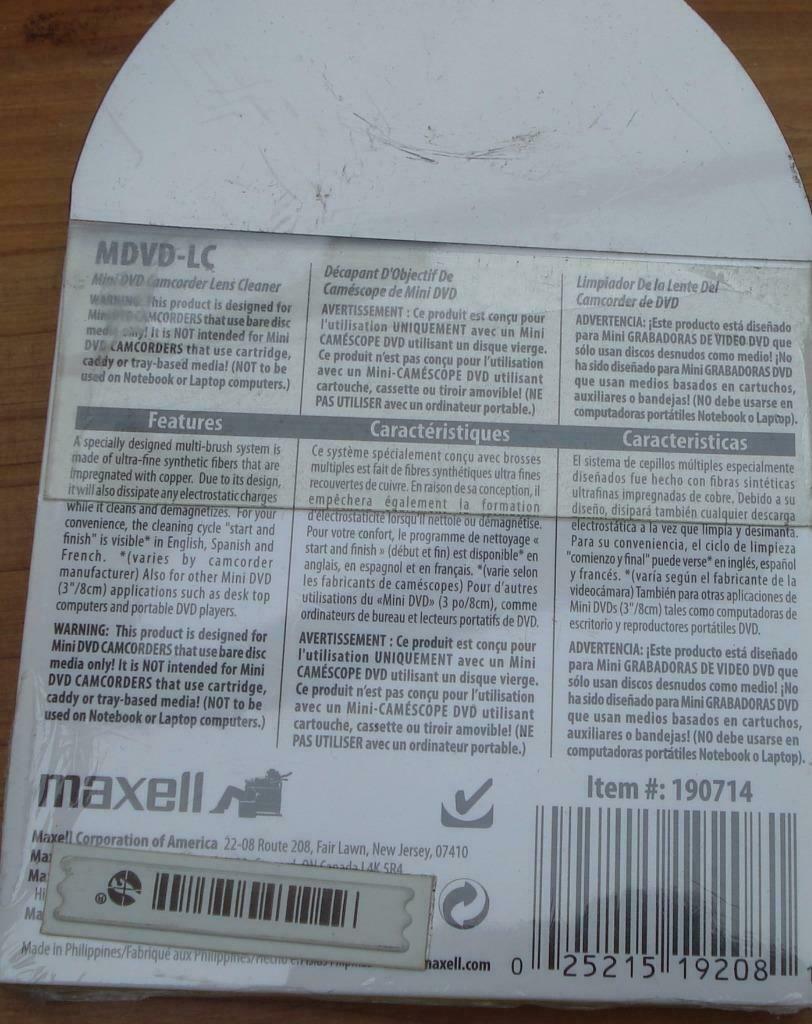 MDVD-LC
Mini DVD Camcorder Lens Cleaner
WARNING: This product is designed for
Mini DVD CAMCORDERS that use bare disc
media only! It is NOT intended for Mini
DVD CAMCORDERS that use cartridge,
caddy or tray-based media! (NOT to be
used on Notebook or Laptop computers.)
Features
A specially designed multi-brush system is
made of ultra-fine synthetic fibers that are
impregnated with copper. Due to its design,
it will also dissipate any electrostatic charges
while it cleans and demagnetizes. For your
convenience, the cleaning cycle "start and
finish" is visible* in English, Spanish and
French. *(varies by camcorder
manufacturer) Also for other Mini DVD
(3"/8cm) applications such as desk top
computers and portable DVD players.
WARNING: This product is designed for
Mini DVD CAMCORDERS that use bare disc
media only! It is NOT intended for Mini
DVD CAMCORDERS that use cartridge,
caddy or tray-based media! (NOT to be
used on Notebook or Laptop computers.)
Décapant D'Objectif De
Caméscope de Mini DVD
AVERTISSEMENT : Ce produit est conçu pour
l'utilisation UNIQUEMENT avec un Mini
CAMÉSCOPE DVD utilisant un disque vierge.
Ce produit n'est pas conçu pour l'utilisation
avec un Mini-CAMÉSCOPE DVD utilisant
cartouche, cassette ou tiroir amovible! (NE
PAS UTILISER avec un ordinateur portable.)
Caractéristiques
Ce système spécialement conçu avec brosses
multiples est fait de fibres synthétiques ultra fines
recouvertes de cuivre. En raison de sa conception, il
empêchera également la formation
d'électrostaticité lorsqu'il nettoie ou démagnétise.
Pour votre confort, le programme de nettoyage «
start and finish » (début et fin) est disponible* en
anglais, en espagnol et en français. *(varie selon
les fabricants de caméscopes) Pour d'autres
utilisations du «Mini DVD» (3 po/8cm), comme
ordinateurs de bureau et lecteurs portatifs de DVD.
AVERTISSEMENT : Ce produit est conçu pour
l'utilisation UNIQUEMENT avec un Mini
CAMÉSCOPE DVD utilisant un disque vierge.
Ce produit n'est pas conçu pour l'utilisation
avec un Mini-CAMÉSCOPE DVD utilisant
cartouche, cassette ou tiroir amovible! (NE
PAS UTILISER avec un ordinateur portable.)
Limpiador De la Lente Del
Camcorder de DVD
ADVERTENCIA: ¡Este producto está diseñado
para Mini GRABADORAS DE VIDEO DVD que
sólo usan discos desnudos como medio! ¡No
ha sido diseñado para Mini GRABADORAS DVD
que usan medios basados en cartuchos,
auxiliares o bandejas! (NO debe usarse en
computadoras portátiles Notebook o Laptop).
Caracteristicas
El sistema de cepillos múltiples especialmente
diseñados fue hecho con fibras sintéticas
ultrafinas impregnadas de cobre. Debido a su
diseño, disipará también cualquier descarga
electrostática a la vez que limpia y desimanta.
Para su conveniencia, el ciclo de limpieza
"comienzo y final" puede verse* en inglés, español
y francés. *(varía según el fabricante de la
videocámara) También para otras aplicaciones de
Mini DVDs (3"/8cm) tales como computadoras de
escritorio y reproductores portátiles DVD.
ADVERTENCIA: ¡Este producto está diseñado
para Mini GRABADORAS DE VIDEO DVD que
sólo usan discos desnudos como medio! ¡No
ha sido diseñado para Mini GRABADORAS DVD
que usan medios basados en cartuchos,
auxiliares o bandejas! (NO debe usarse en
computadoras portátiles Notebook o Laptop).
maxell
Item #: 190714
Maxell Corporation of America 22-08 Route 208, Fair Lawn, New Jersey, 07410
ON Canada L4K 5R4
Made in Philippines/Fabriqué aux Philippines/Hecho en
maxell.com
0 25215 19208 1